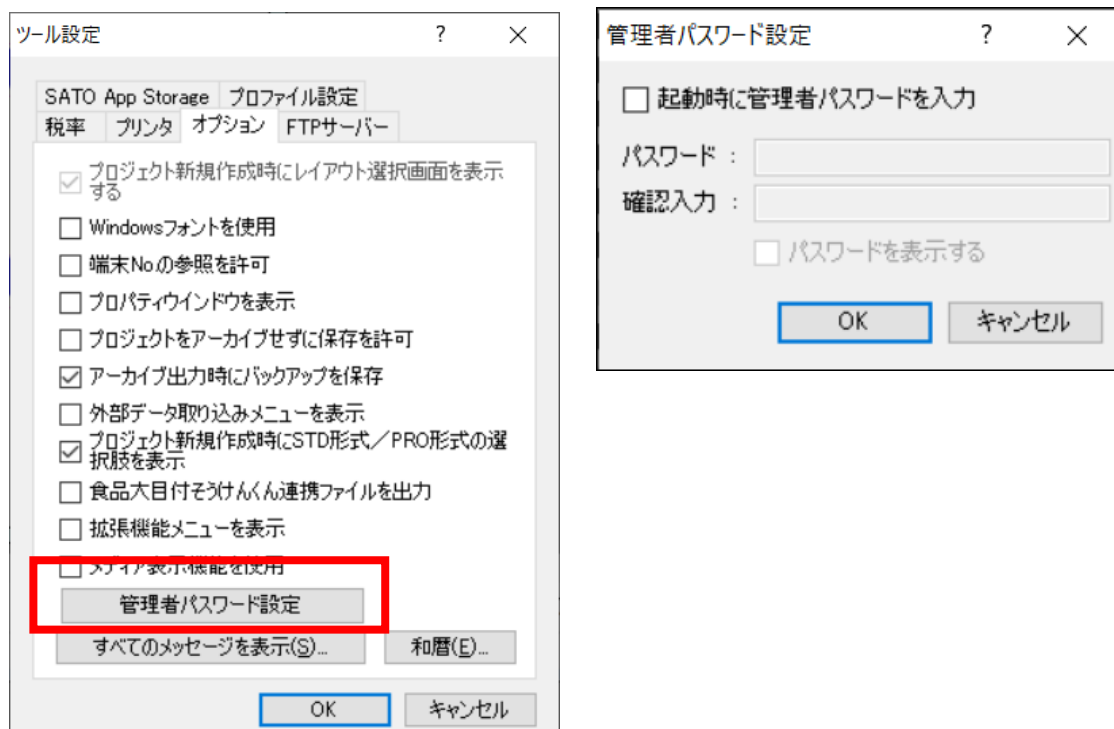 ツール設定
?
×
SATO App Storage
プロファイル設定
税率
プリンタ
オプション
FTPサーバー
プロジェクト新規作成時にレイアウト選択画面を表示
する
Windowsフォントを使用
端末No.の参照を許可
プロパティウインドウを表示
プロジェクトをアーカイブせずに保存を許可
アーカイブ出力時にバックアップを保存
外部データ取り込みメニューを表示
プロジェクト新規作成時にSTD形式/PRO形式の選
択肢を表示
食品大目付そうけんくん連携ファイルを出力
拡張機能メニューを表示
メディア表示機能を使用
管理者パスワード設定
すべてのメッセージを表示(S)...
和暦(E)...
OK
キャンセル
管理者パスワード設定
?
×
起動時に管理者パスワードを入力
パスワード :
確認入力 :
パスワードを表示する
OK
キャンセル